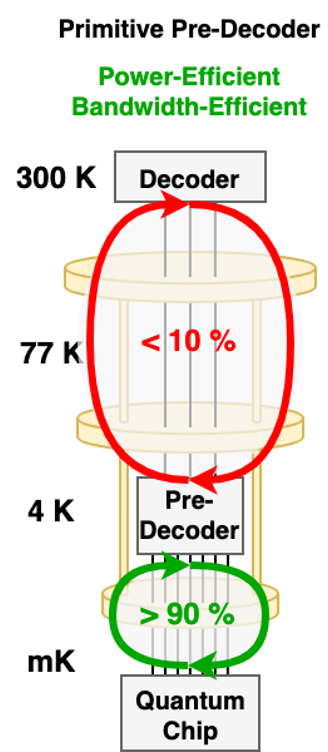 Primitive Pre-Decoder
Power-Efficient
Bandwidth-Efficient
300 K
Decoder
77 K
< 10 %
4 K
Pre-
Decoder
> 90 %
mK
Quantum
Chip